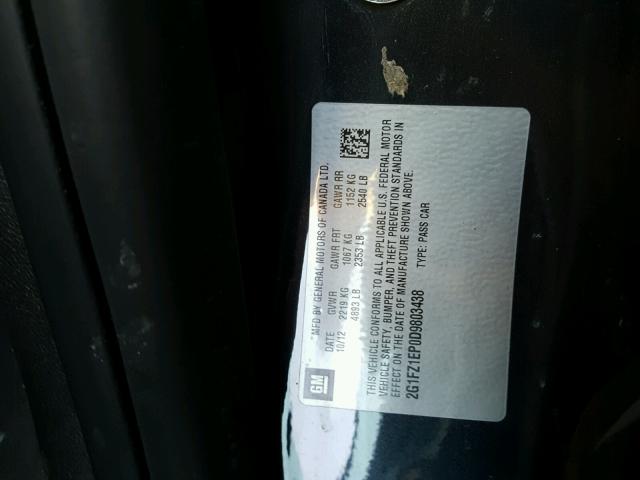 GM
*MFD BY GENERAL MOTORS OF CANADA LTD.
DATE GVWR GAWR FRT GAWR RR
10/12 2219 KG 1067 KG 1152 KG
4893 LB 2353 LB 2540 LB
THIS VEHICLE CONFORMS TO ALL APPLICABLE U.S. FEDERAL MOTOR
VEHICLE SAFETY, BUMPER, AND THEFT PREVENTION STANDARDS IN
EFFECT ON THE DATE OF MANUFACTURE SHOWN ABOVE.
2G1FZ1EP0D9803438 TYPE: PASS CAR